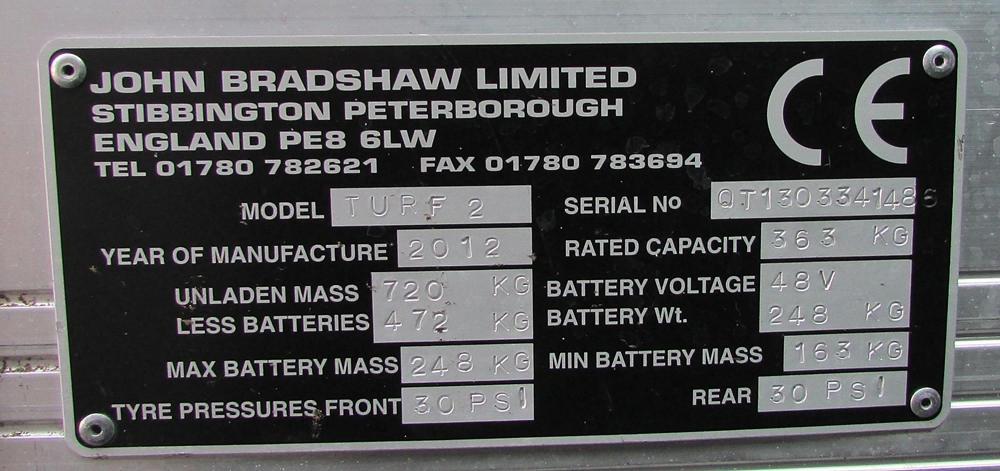 JOHN BRADSHAW LIMITED
STIBBINGTON PETERBOROUGH
ENGLAND PE8 6LW
TEL 01780 782621 FAX 01780 783694
CE
MODEL TURF 2 SERIAL No QT1303341486
YEAR OF MANUFACTURE 2012 RATED CAPACITY 363 KG
UNLADEN MASS 720 KG BATTERY VOLTAGE 48V
LESS BATTERIES 472 KG BATTERY Wt. 248 KG
MAX BATTERY MASS 248 KG MIN BATTERY MASS 163 KG
TYRE PRESSURES FRONT 30 PSI REAR 30 PSI